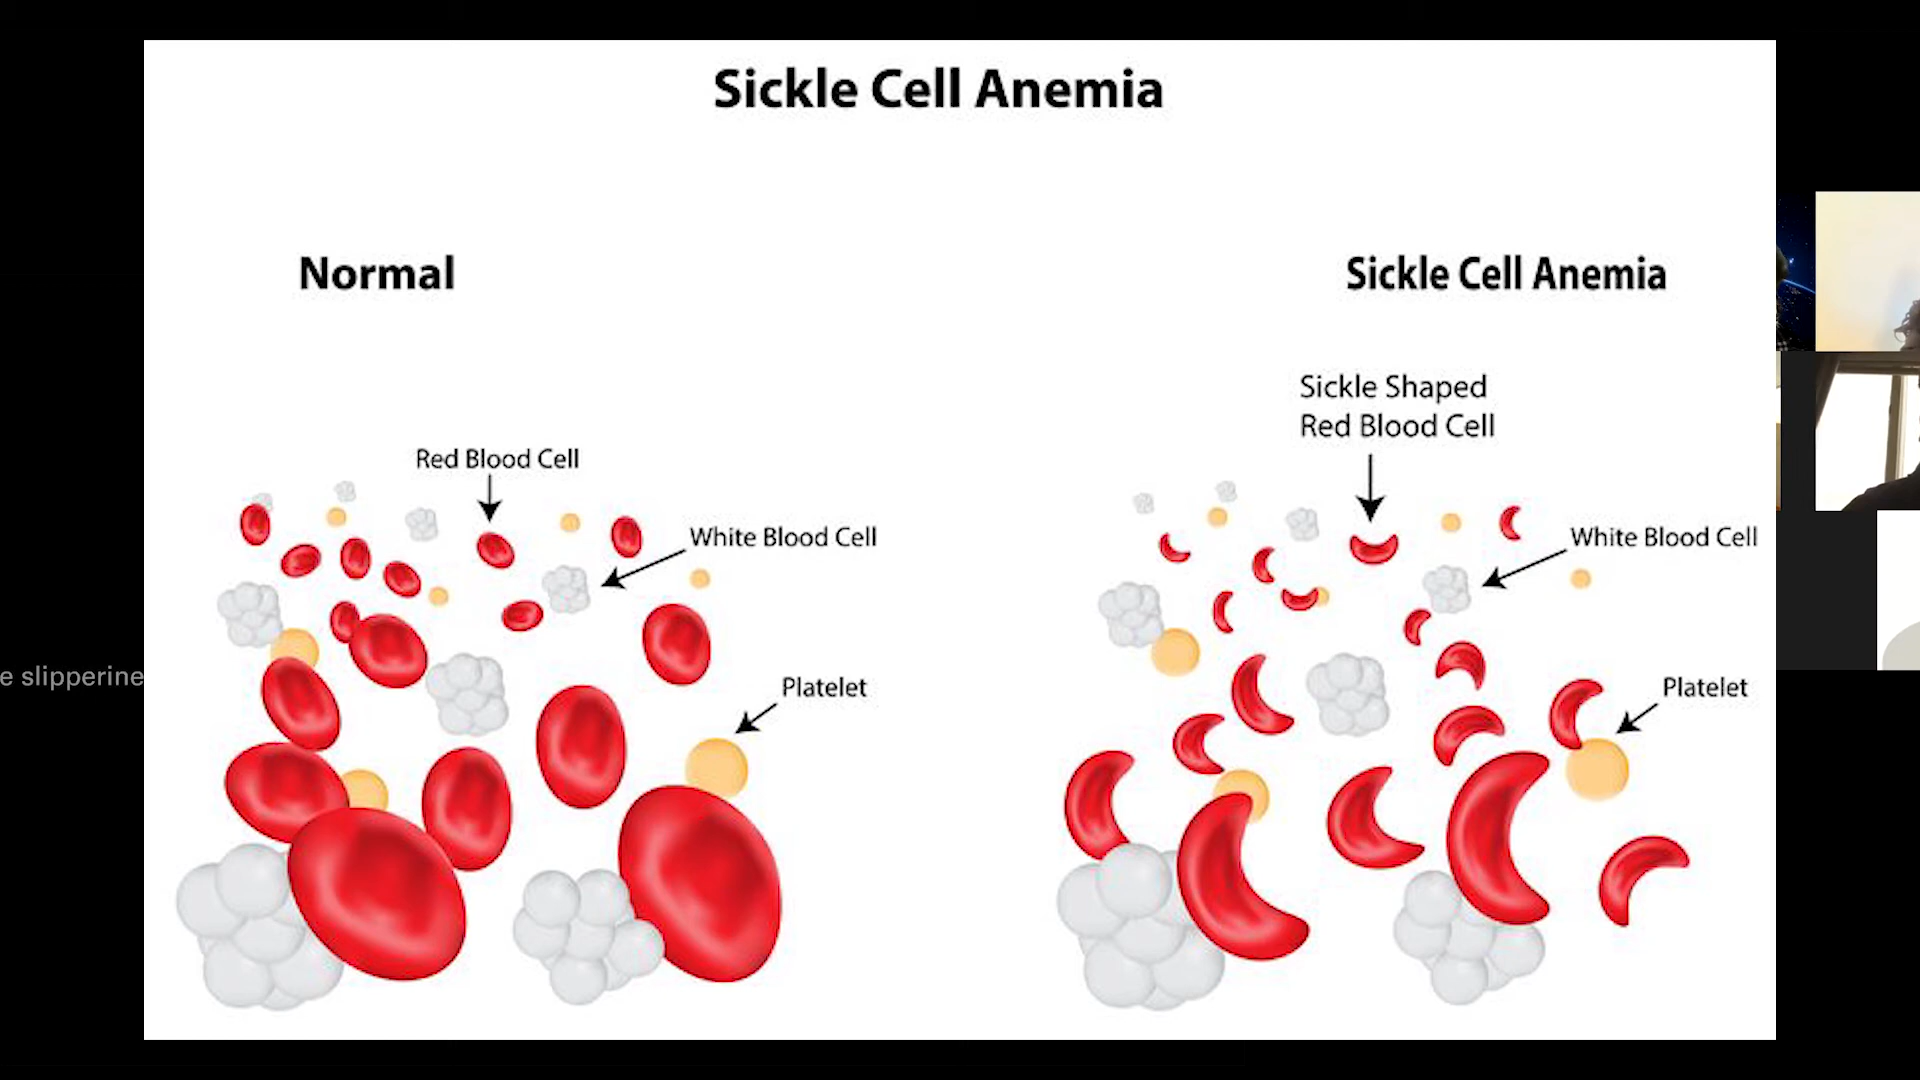 Sickle Cell Anemia
Normal
Sickle Cell Anemia
Sickle Shaped
Red Blood Cell
Red Blood Cell
White Blood Cell
White Blood Cell
Platelet
Platelet
e slipperine